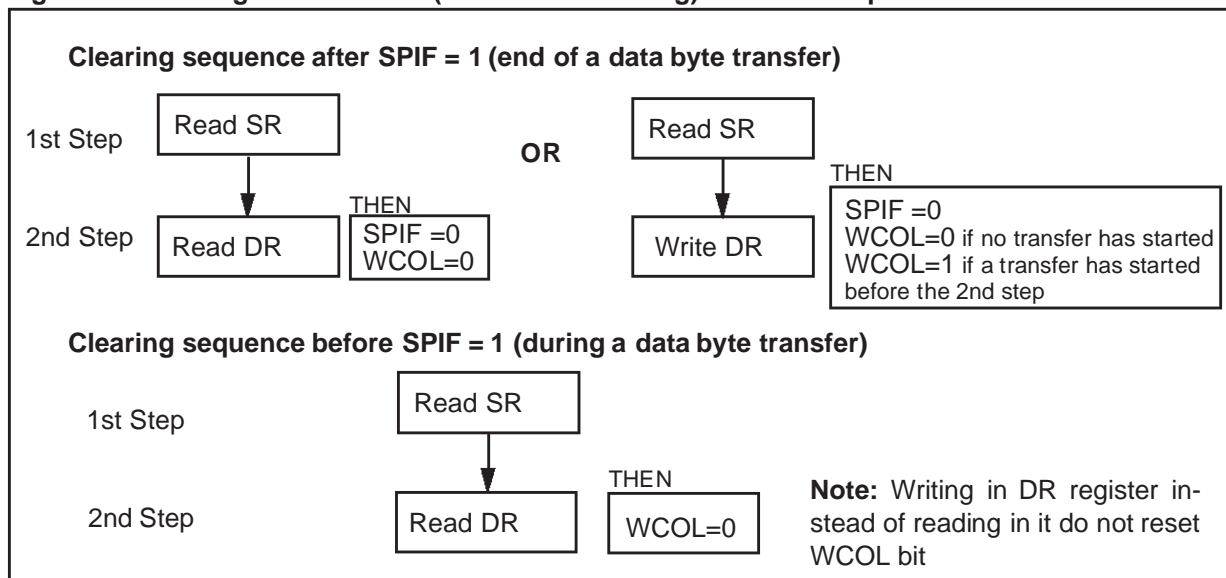 Clearing sequence after SPIF = 1 (end of a data byte transfer)
1st Step
Read SR
OR
Read SR
THEN
2nd Step
Read DR
THEN
SPIF =0
WCOL=0
Write DR
SPIF =0
WCOL=0 if no transfer has started
WCOL=1 if a transfer has started
before the 2nd step
Clearing sequence before SPIF = 1 (during a data byte transfer)
1st Step
Read SR
2nd Step
Read DR
THEN
WCOL=0
Note: Writing in DR register in-
stead of reading in it do not reset
WCOL bit